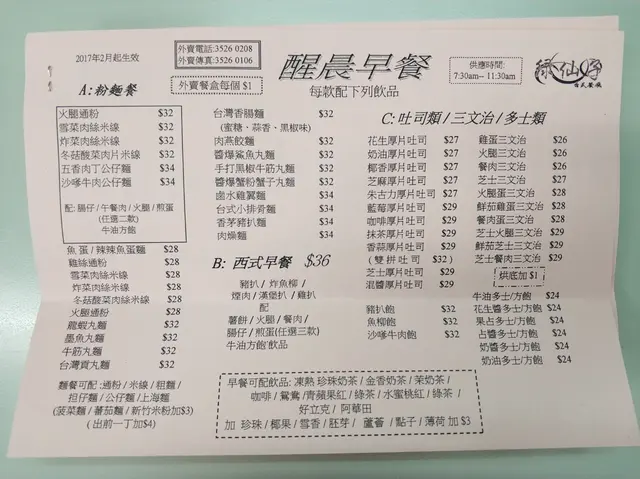 2017年2月起生效
外賣電話:3526 0208
外賣傳真:3526 0106
醒晨早餐
供應時間:
7:30am~ 11:30am
綠仙仔
西式餐廳
A:粉麵餐
外賣餐盒每個 $1
每款配下列飲品
火腿通粉 $32
雪菜肉絲米線 $32
炸菜肉絲米線 $32
冬菇酸菜肉片米線 $32
五香肉丁公仔麵 $34
沙嗲牛肉公仔麵 $34
配: 腸仔 / 午餐肉 / 火腿 / 煎蛋
(任選二款)
牛油方飽
魚蛋 / 辣辣魚蛋麵 $28
雞絲通粉 $28
雪菜肉絲米線 $28
炸菜肉絲米線 $28
冬菇酸菜肉米線 $28
火腿通粉 $28
龍蝦丸麵 $32
墨魚丸麵 $32
牛筋丸麵 $32
台灣貢丸麵 $32
麵餐可配 :通粉 / 米線 / 粗麵 /
担仔麵 / 公仔麵 / 上海麵
(菠菜麵 / 蕃茄麵 / 新竹米粉加$3)
( 出前一丁加$4)
台灣香腸麵 $32
(蜜糖、蒜香、黑椒味)
肉燕餃麵 $32
醬爆鯊魚丸麵 $32
手打黑椒牛筋丸麵 $32
醬爆蟹粉蟹子丸麵 $32
鹵水雞翼麵 $34
台式小排骨麵 $34
香茅豬扒麵 $34
肉燥麵 $34
B: 西式早餐 $36
豬扒 / 炸魚柳 /
煙肉 / 漢堡扒 / 雞扒
配
薯餅 / 火腿 / 餐肉 /
腸仔 / 煎蛋(任選三款)
牛油方飽'飲品
C: 吐司類 / 三文治 / 多士類
花生厚片吐司 $27
奶油厚片吐司 $27
椰香厚片吐司 $27
芝麻厚片吐司 $27
朱古力厚片吐司 $27
藍莓厚片吐司 $29
咖啡厚片吐司 $29
抹茶厚片吐司 $29
香蒜厚片吐司 $29
( 雙拼吐司 $32 )
芝士厚片吐司 $29
混醬厚片吐司 $29
豬扒飽 $32
魚柳飽 $32
沙嗲牛肉飽 $32
雞蛋三文治 $26
火腿三文治 $26
餐肉三文治 $26
芝士三文治 $27
火腿蛋三文治 $28
鮮茄雞蛋三文治 $28
餐肉蛋三文治 $28
芝士火腿三文治 $29
鮮茄芝士三文治 $29
芝士餐肉三文治 $29
烘底加 $1
牛油多士/方飽 $24
花生醬多士/方飽 $24
果占多士/方飽 $24
占醬多士/方飽 $24
奶醬多士/方飽 $24
奶油多士/方飽 $24
早餐可配飲品: 凍熱 珍珠奶茶 / 金香奶茶 / 茉奶茶 /
咖啡 / 鴛鴦 /青蘋果紅 / 綠茶 / 水蜜桃紅 / 綠茶 /
好立克 / 阿華田
加 珍珠 / 椰果 / 雪香 / 胚芽 / 蘆薈 / 點子 / 薄荷 加 $3